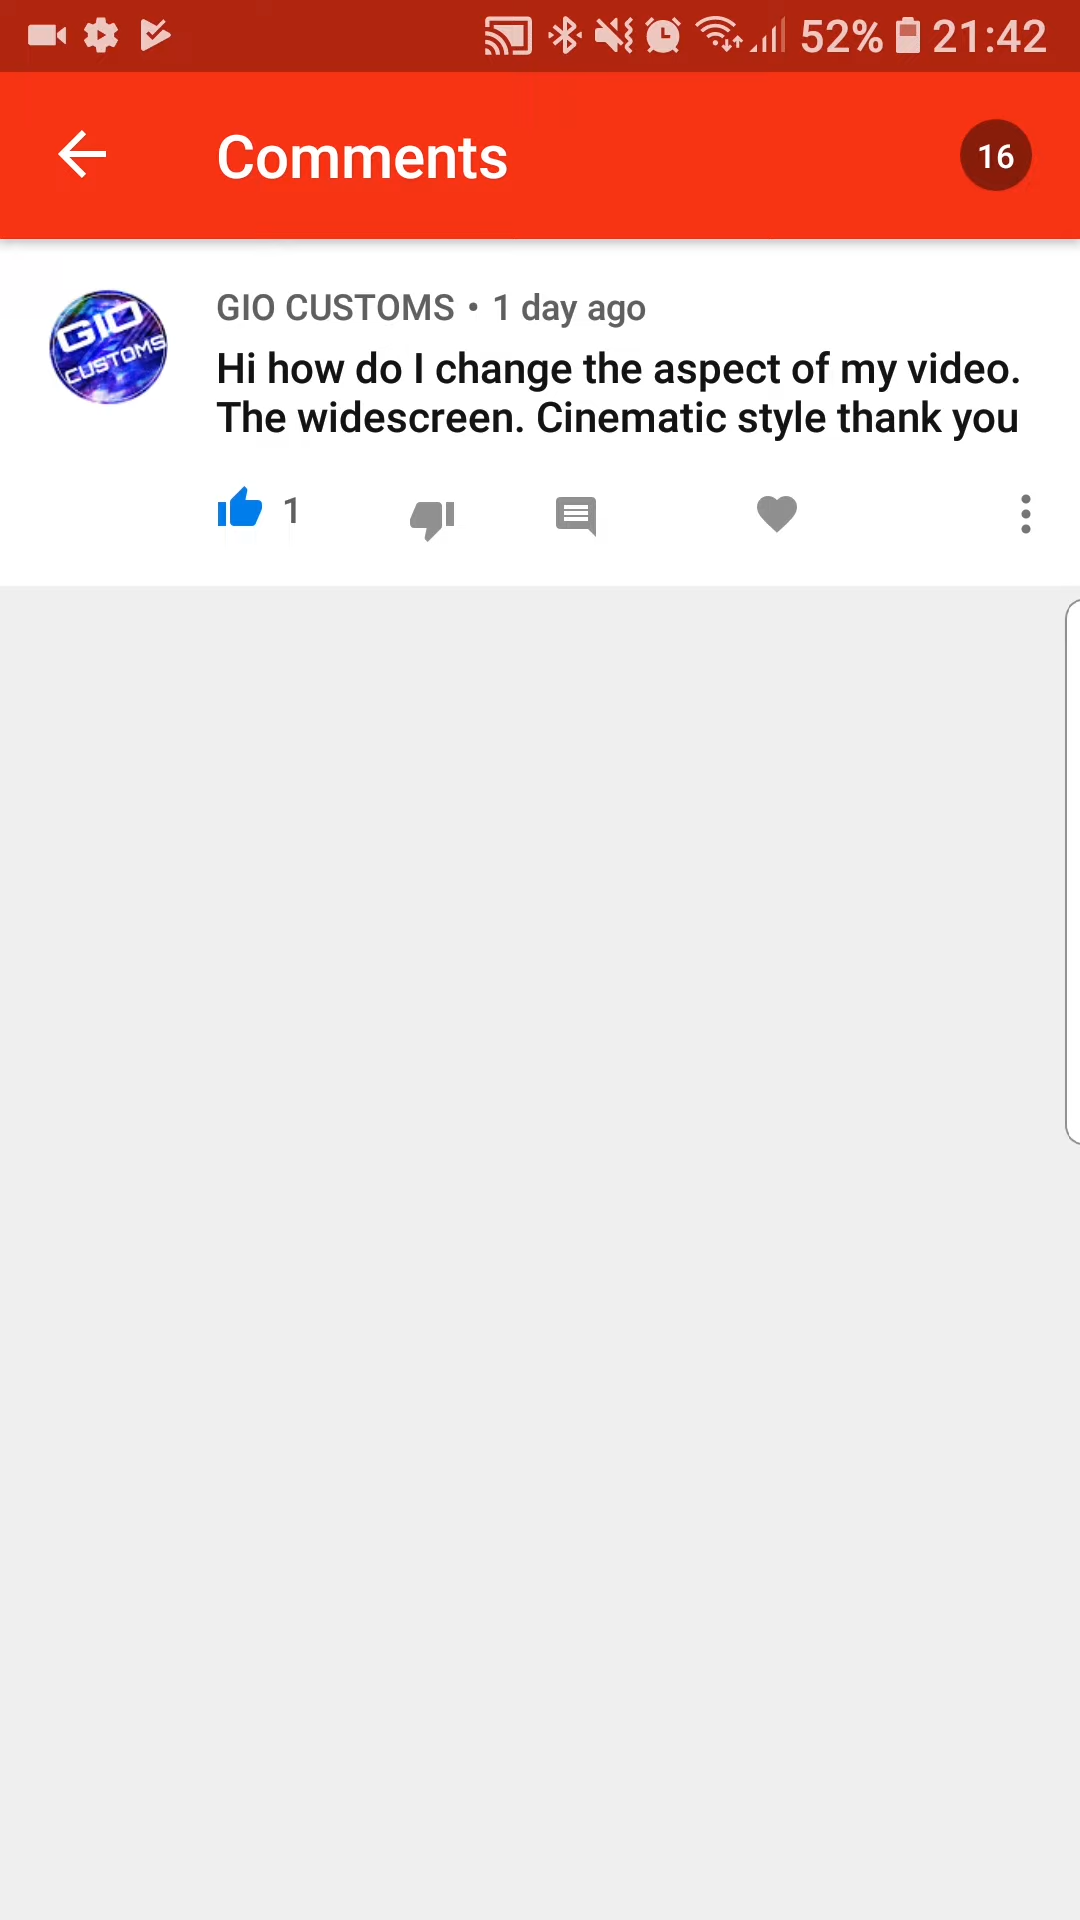 52% 21:42
Comments
16
GIO CUSTOMS • 1 day ago
GIO
CUSTOMS
Hi how do I change the aspect of my video.
The widescreen. Cinematic style thank you
1